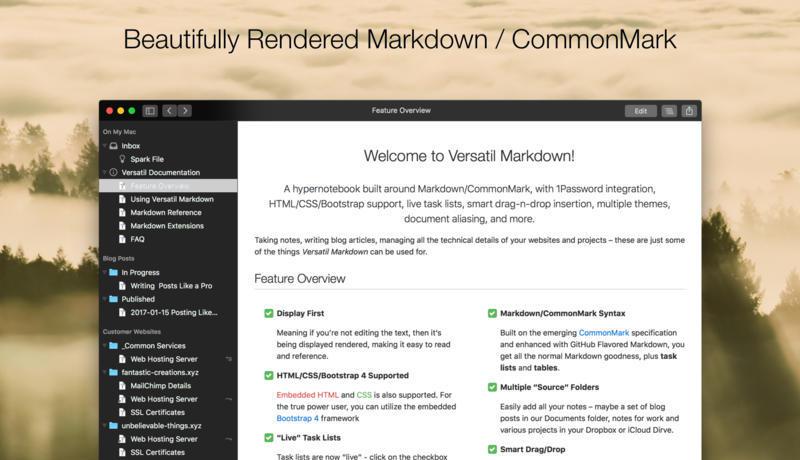 Beautifully Rendered Markdown / CommonMark
Feature Overview
Edit
On My Mac
Inbox
Spark File
Versatil Documentation
Feature Overview
Using Versatil Markdown
Markdown Reference
Markdown Extensions
FAQ
Blog Posts
In Progress
Writing Posts Like a Pro
Published
2017-01-15 Posting Like...
Customer Websites
_Common Services
Web Hosting Server
fantastic-creations.xyz
MailChimp Details
Web Hosting Server
SSL Certificates
unbelievable-things.xyz
Web Hosting Server
SSL Certificates
Welcome to Versatil Markdown!
A hypernotebook built around Markdown/CommonMark, with 1Password integration,
HTML/CSS/Bootstrap support, live task lists, smart drag-n-drop insertion, multiple themes,
document aliasing, and more.
Taking notes, writing blog articles, managing all the technical details of your websites and projects – these are just some
of the things Versatil Markdown can be used for.
Feature Overview
Display First
Meaning if you're not editing the text, then it's
being displayed rendered, making it easy to read
and reference.
HTML/CSS/Bootstrap 4 Supported
Embedded HTML and CSS is also supported. For
the true power user, you can utilize the embedded
Bootstrap 4 framework
"Live" Task Lists
Task lists are now "live" - click on the checkbox
Markdown/CommonMark Syntax
Built on the emerging CommonMark specification
and enhanced with GitHub Flavored Markdown, you
get all the normal Markdown goodness, plus task
lists and tables.
Multiple "Source" Folders
Easily add all your notes – maybe a set of blog
posts in our Documents folder, notes for work and
various projects in your Dropbox or iCloud Dirve.
Smart Drag/Drop